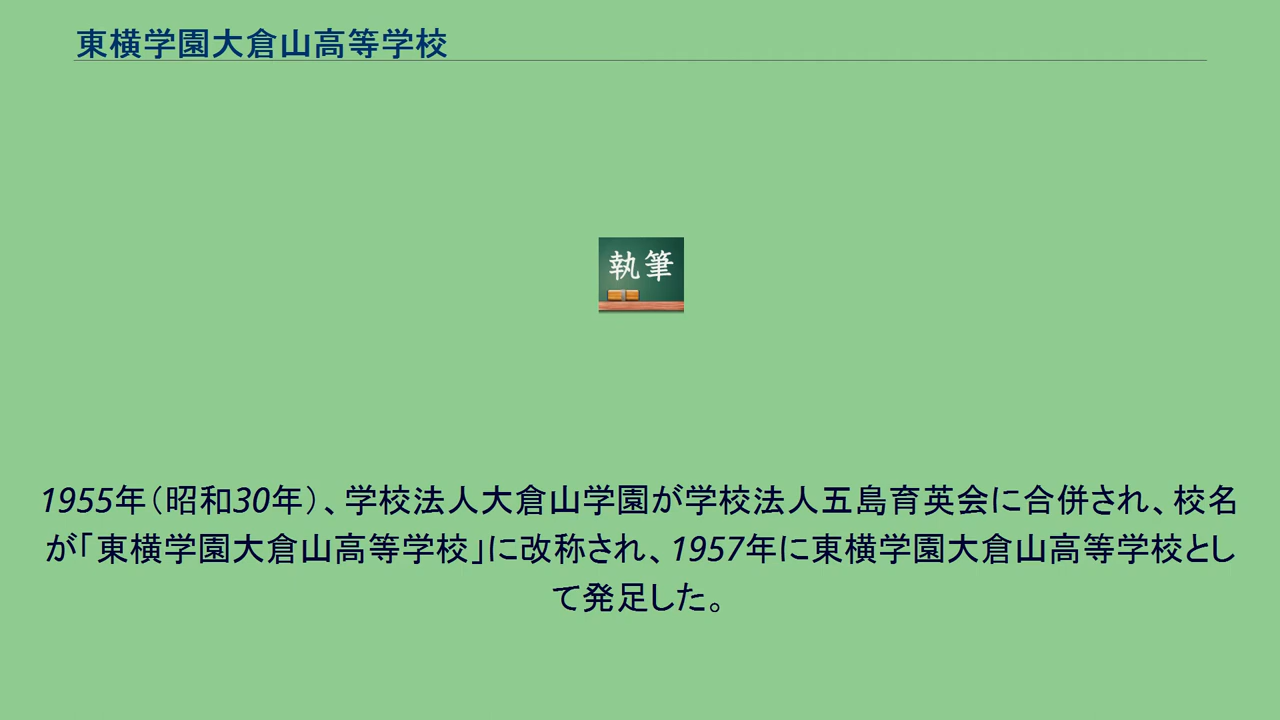 東横学園大倉山高等学校
執筆
1955年（昭和30年）、学校法人大倉山学園が学校法人五島育英会に合併され、校名
が「東横学園大倉山高等学校」に改称され、1957年に東横学園大倉山高等学校とし
て発足した。